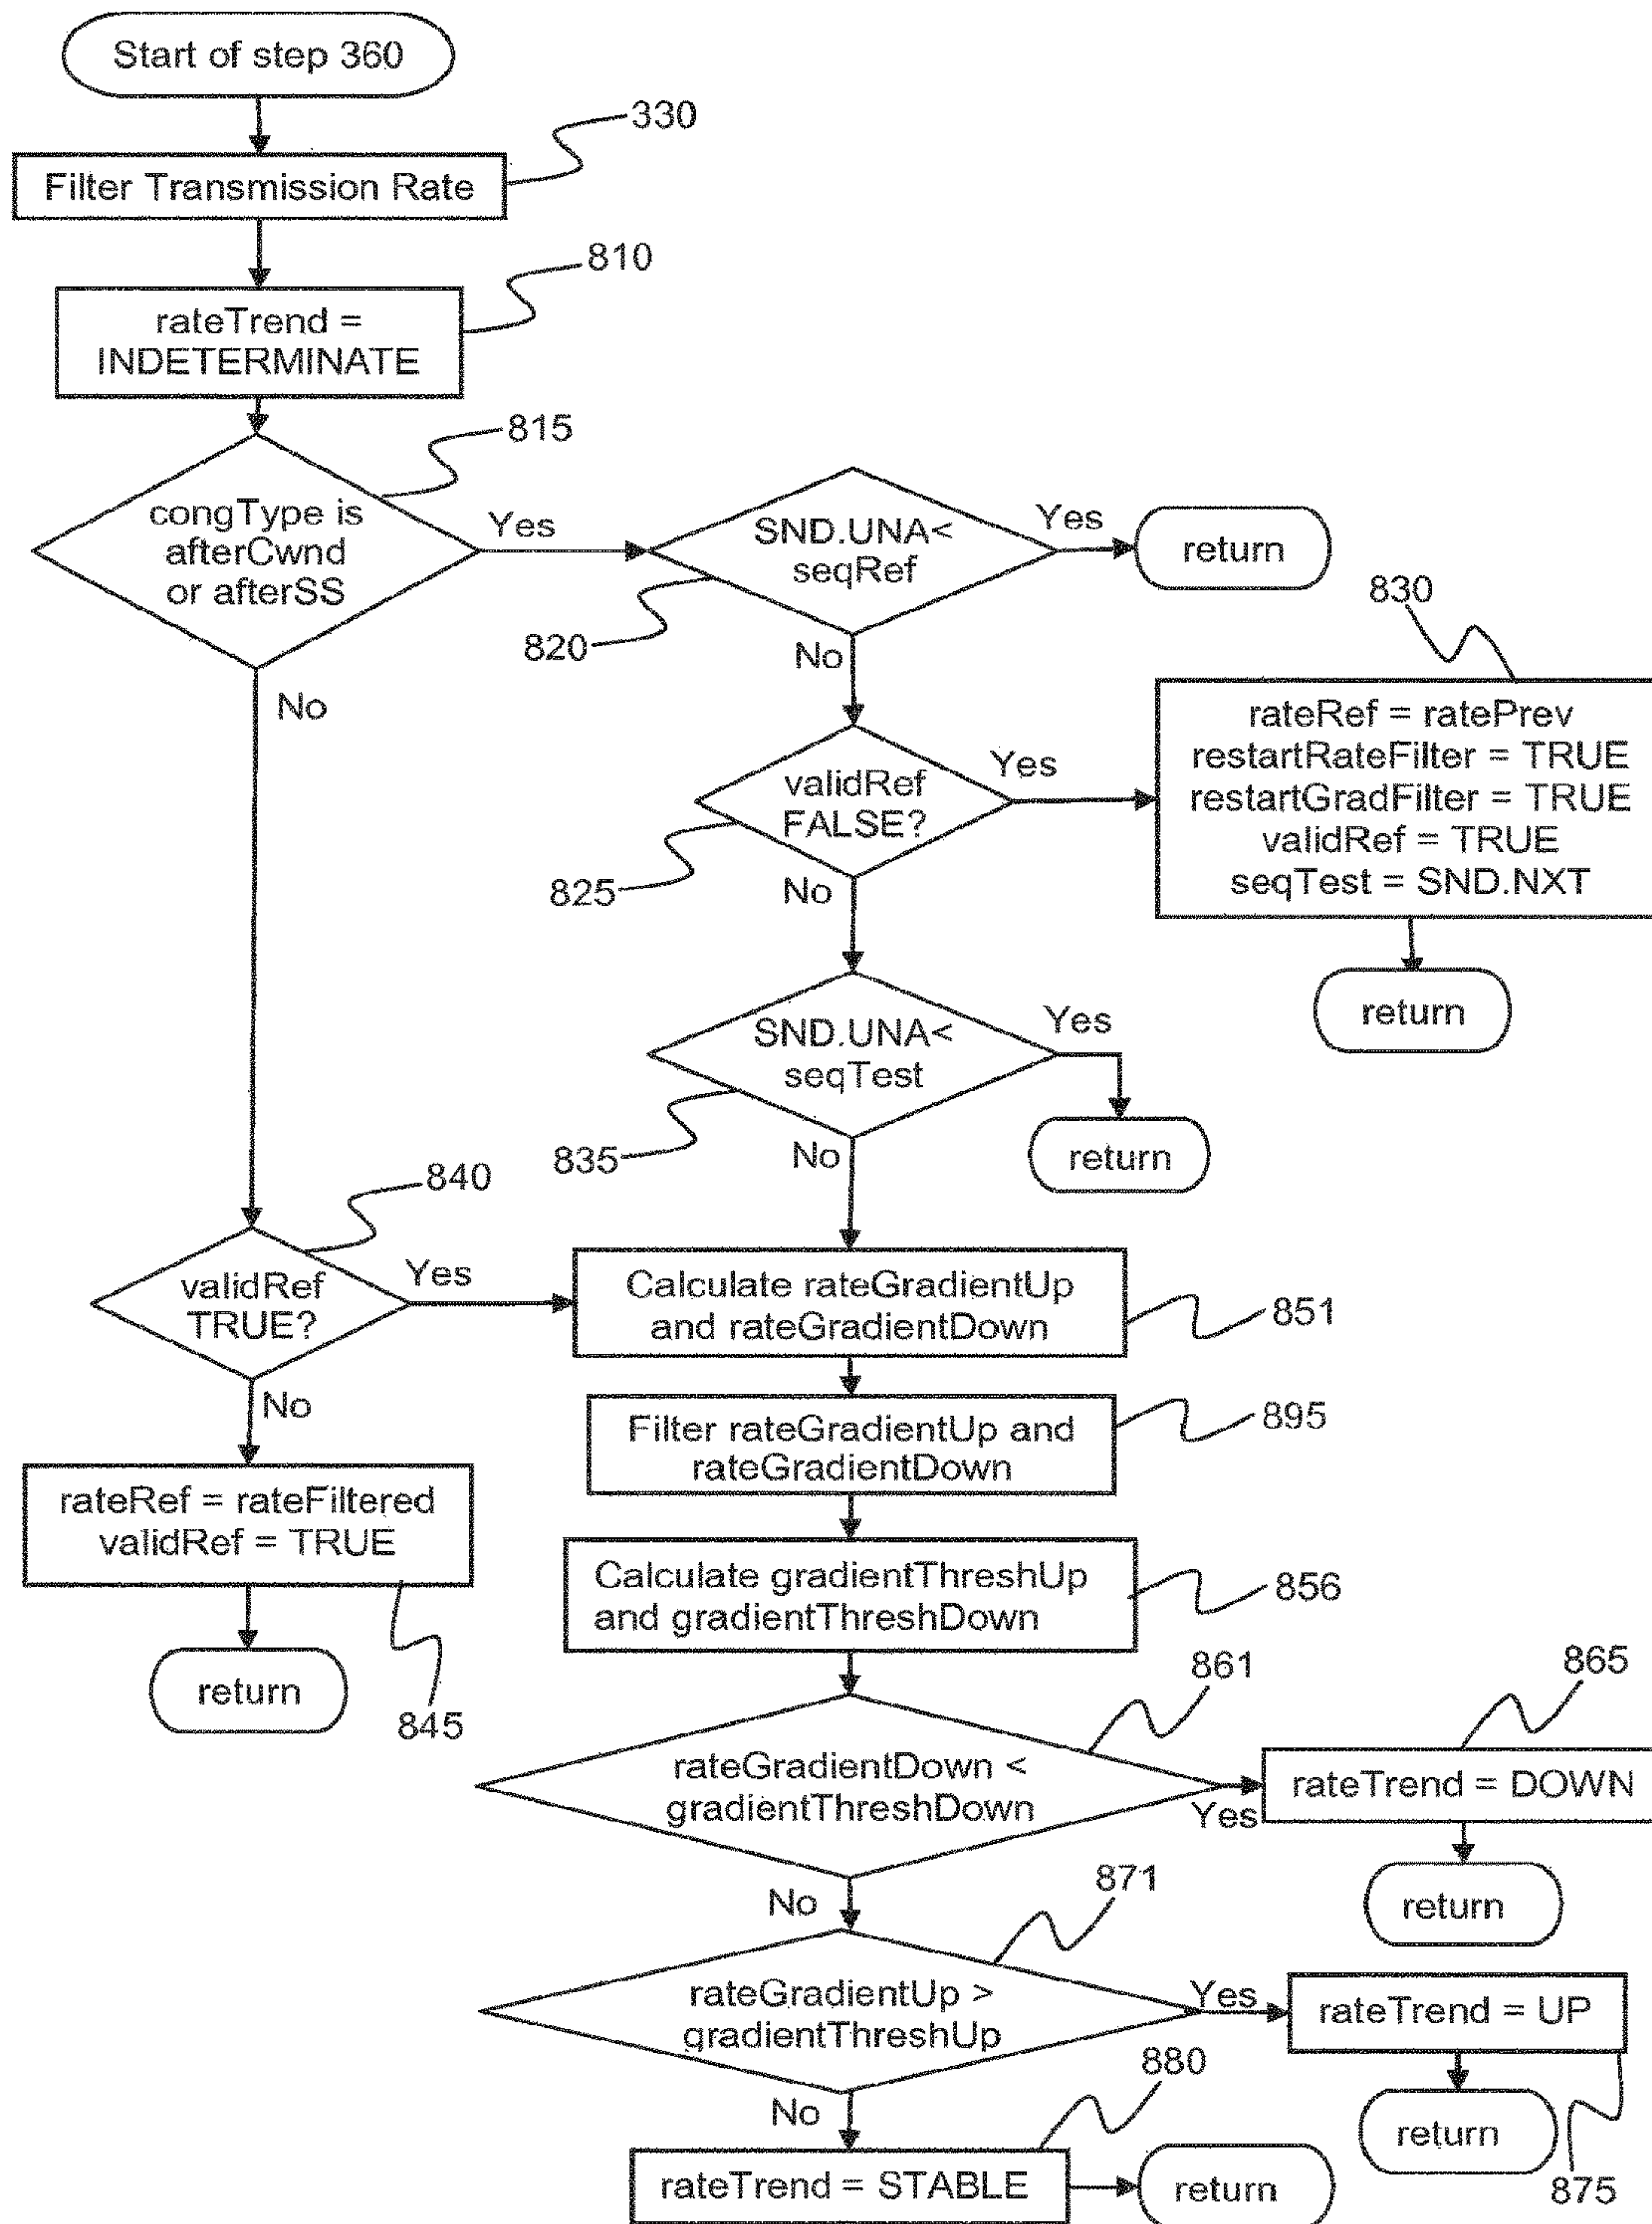 Start of step 360
330
Filter Transmission Rate
810
rateTrend =
INDETERMINATE
815
congType is
afterCwnd
or afterSS
Yes
SND.UNA<
seqRef
Yes
return
820
No
No
830
rateRef = ratePrev
restartRateFilter = TRUE
restartGradFilter = TRUE
validRef = TRUE
seqTest = SND.NXT
validRef
FALSE?
Yes
825
No
return
SND.UNA<
seqTest
Yes
835
No
return
840
validRef
TRUE?
Yes
Calculate rateGradientUp
and rateGradientDown
851
No
Filter rateGradientUp and
rateGradientDown
895
rateRef = rateFiltered
validRef = TRUE
Calculate gradientThreshUp
and gradientThreshDown
856
return
845
861
865
rateGradientDown <
gradientThreshDown
Yes
rateTrend = DOWN
No
871
return
rateGradientUp >
gradientThreshUp
Yes
rateTrend = UP
No
880
return
875
rateTrend = STABLE
return